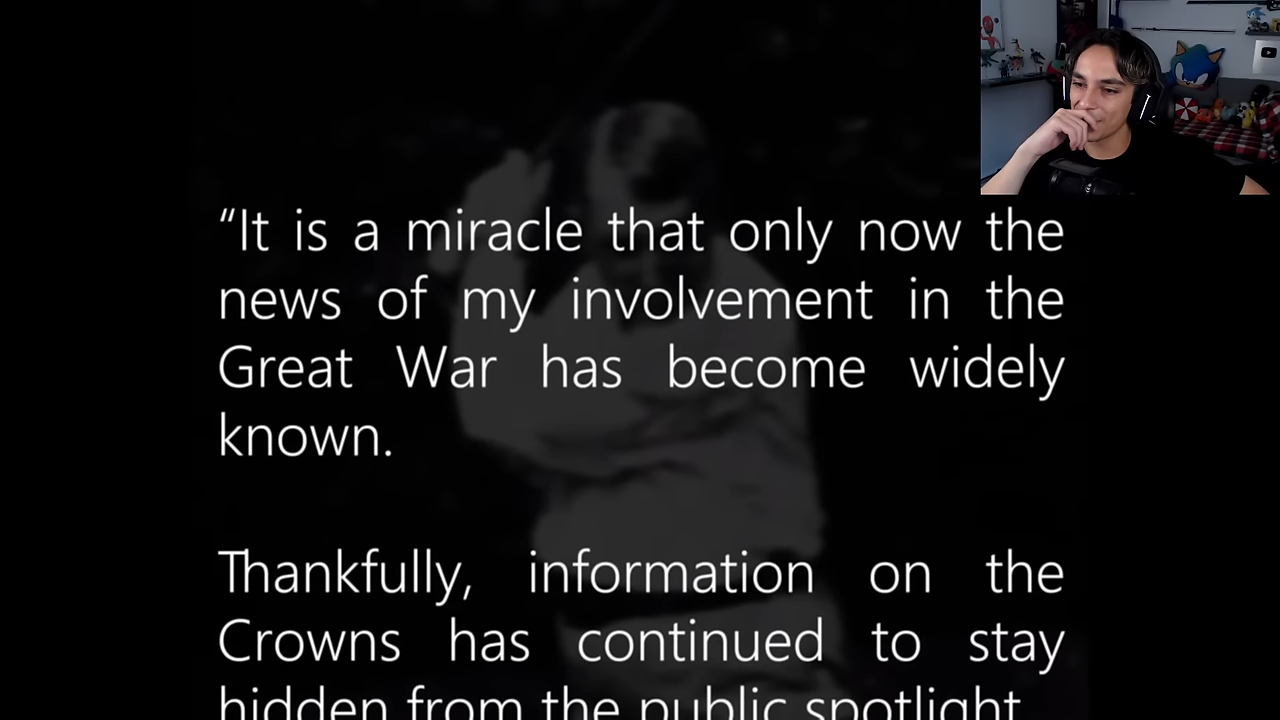 “It is a miracle that only now the
news of my involvement in the
Great War has become widely
known.
Thankfully, information on the
Crowns has continued to stay
hidden from the public spotlight